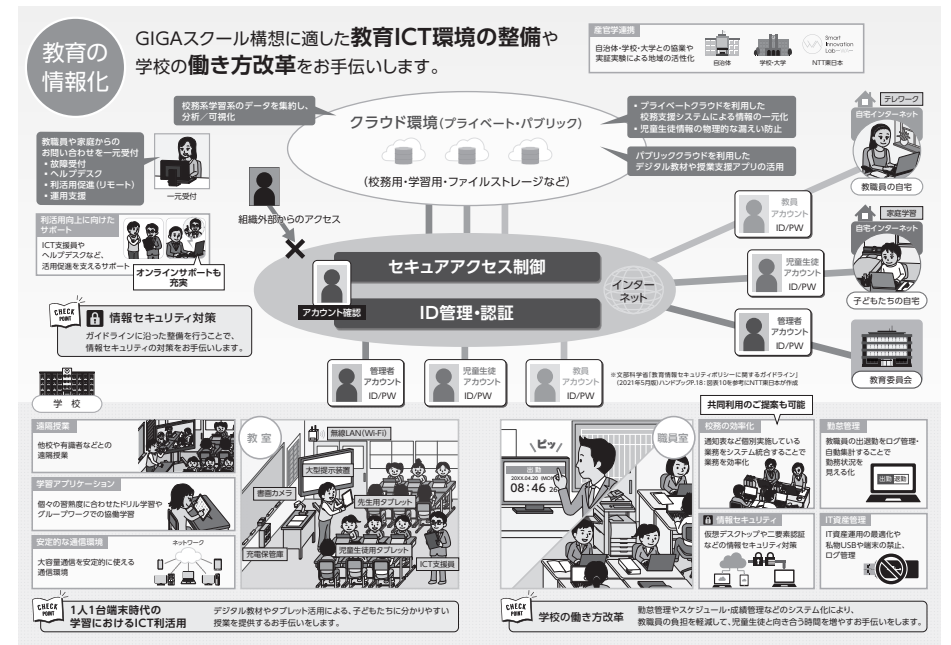 教育の
情報化
GIGAスクール構想に適した教育ICT環境の整備や
学校の働き方改革をお手伝いします。
産官学連携
自治体・学校・大学との協業や
実証実験による地域の活性化
自治体
学校・大学
Smart
Innovation
Lab
NTT東日本
校務系学習系のデータを集約し、
分析/可視化
クラウド環境(プライベート・パブリック)
(校務用・学習用・ファイルストレージなど)
・プライベートクラウドを利用した
校務支援システムによる情報の一元化
・児童生徒情報の物理的な漏えい防止
パブリッククラウドを利用した
デジタル教材や授業支援アプリの活用
教職員や家庭からの
お問い合わせを一元受付
・故障受付
・ヘルプデスク
・利活用促進(リモート)
・運用支援
一元受付
利活用向上に向けた
サポート
ICT支援員や
ヘルプデスクなど、
活用促進を支えるサポート
オンラインサポートも
充実
組織外部からのアクセス
セキュアアクセス制御
ID管理・認証
アカウント確認
インター
ネット
テレワーク
自宅インターネット
教職員の自宅
家庭学習
自宅インターネット
子どもたちの自宅
教育委員会
教員
アカウント
ID/PW
児童生徒
アカウント
ID/PW
管理者
アカウント
ID/PW
CHECK
POINT
情報セキュリティ対策
ガイドラインに沿った整備を行うことで、
情報セキュリティの対策をお手伝いします。
管理者
アカウント
ID/PW
児童生徒
アカウント
ID/PW
教員
アカウント
ID/PW
※文部科学省「教育情報セキュリティポリシーに関するガイドライン」
(2021年5月版)ハンドブックP.18:図表10を参考にNTT東日本が作成
学校
遠隔授業
他校や有識者などとの
遠隔授業
学習アプリケーション
個々の習熟度に合わせたドリル学習や
グループワークでの協働学習
安定的な通信環境
大容量通信を安定的に使える
通信環境
ネットワーク
教室
無線LAN(Wi-Fi)
大型提示装置
書画カメラ
先生用タブレット
充電保管庫
児童生徒用タブレット
ICT支援員
ピッ
出勤
20XX.04.20 (MON)
08:46 26
職員室
共同利用のご提案も可能
校務の効率化
通知表など個別実施している
業務をシステム統合することで
業務を効率化
勤怠管理
教職員の出退勤をログ管理・
自動集計することで
勤務状況を
見える化
出勤 退勤
情報セキュリティ
仮想デスクトップや二要素認証
などの情報セキュリティ対策
IT資産管理
IT資産運用の最適化や
私物USBや端末の禁止、
ログ管理
CHECK
POINT
1人1台端末時代の
学習におけるICT利活用
デジタル教材やタブレット活用による、子どもたちに分かりやすい
授業を提供するお手伝いをします。
CHECK
POINT
学校の働き方改革
勤怠管理やスケジュール・成績管理などのシステム化により、
教職員の負担を軽減して、児童生徒と向き合う時間を増やすお手伝いをします。